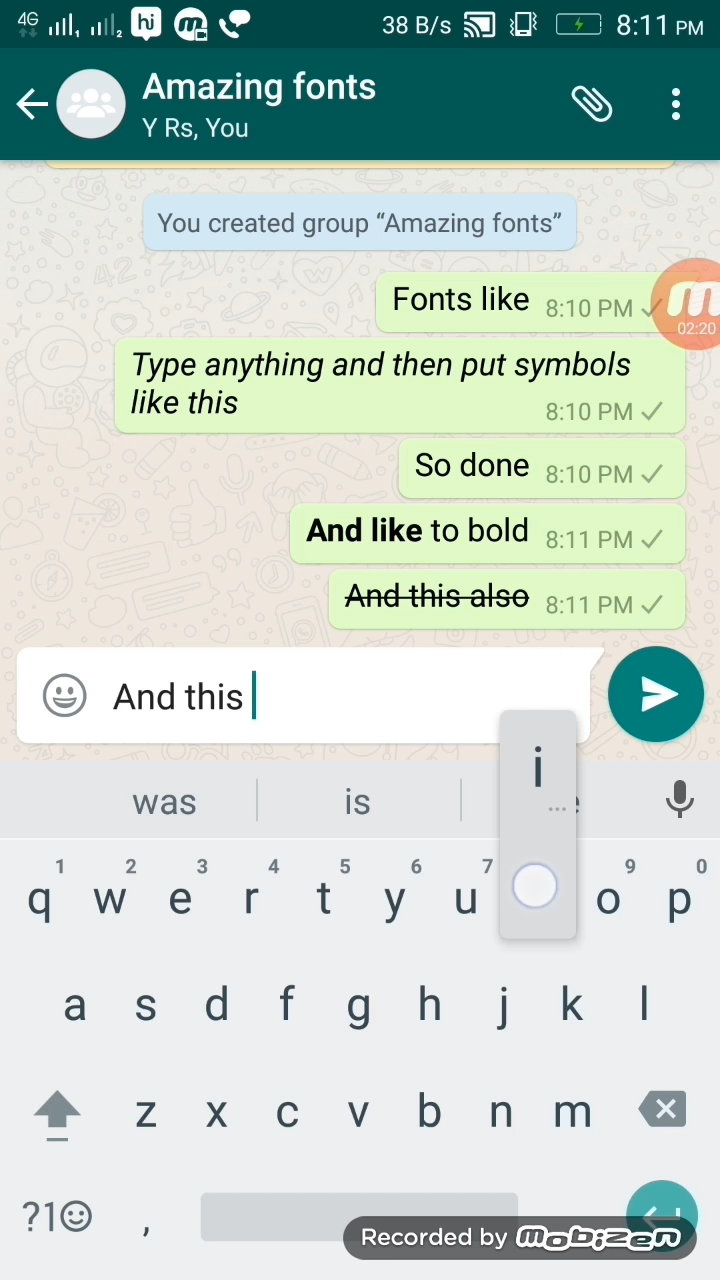 4G 2 hi m 38 B/s 8:11 PM
Amazing fonts
Y Rs, You
You created group “Amazing fonts”
Fonts like 8:10 PM
m
02:20
Type anything and then put symbols
like this 8:10 PM
So done 8:10 PM
And like to bold 8:11 PM
And this also 8:11 PM
And this
i
...
was is
1 2 3 4 5 6 7 9 0
q w e r t y u o p
a s d f g h j k l
z x c v b n m
?1 ,
Recorded by mobizen